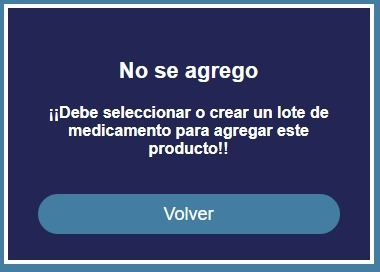 No se agrego
¡¡Debe seleccionar o crear un lote de
medicamento para agregar este
producto!!
Volver